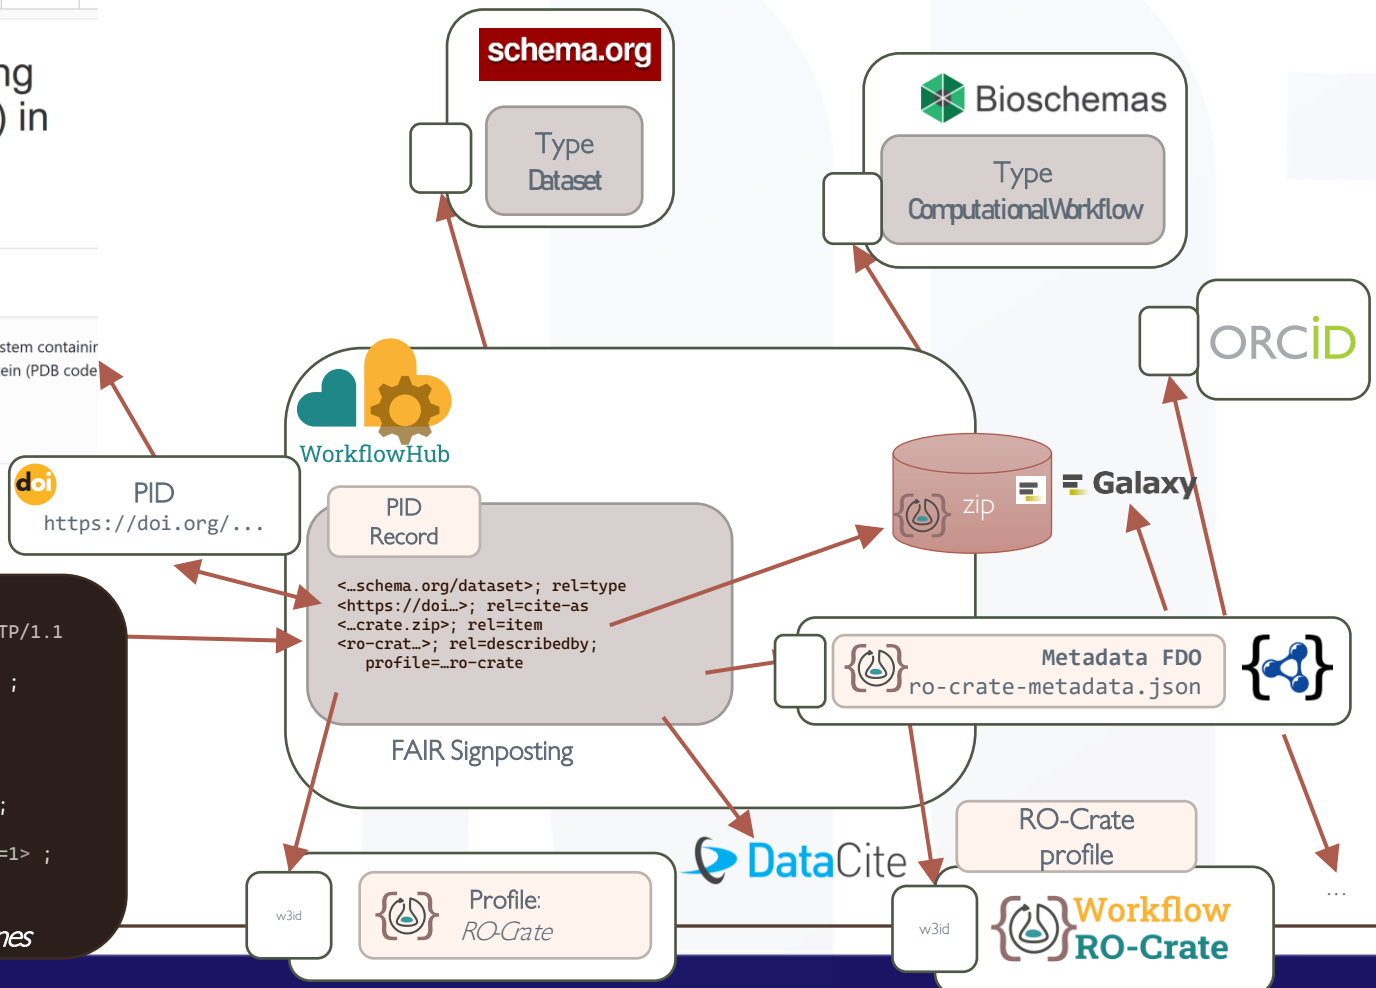 ng
) in
schema.org
Type
Dataset
Bioschemas
Type
ComputationalWorkflow
stem containin
ein (PDB code
ORCiD
WorkflowHub
doi
PID
https://doi.org/...
PID
Record
zip
Galaxy
<…schema.org/dataset>; rel=type
<https://doi…>; rel=cite-as
<…crate.zip>; rel=item
<ro-crat…>; rel=describedby;
profile=…ro-crate
FAIR Signposting
TP/1.1
;
;
=1> ;
nes
Metadata FDO
ro-crate-metadata.json
DataCite
RO-Crate
profile
w3id
Profile:
RO-Crate
w3id
Workflow
RO-Crate
...